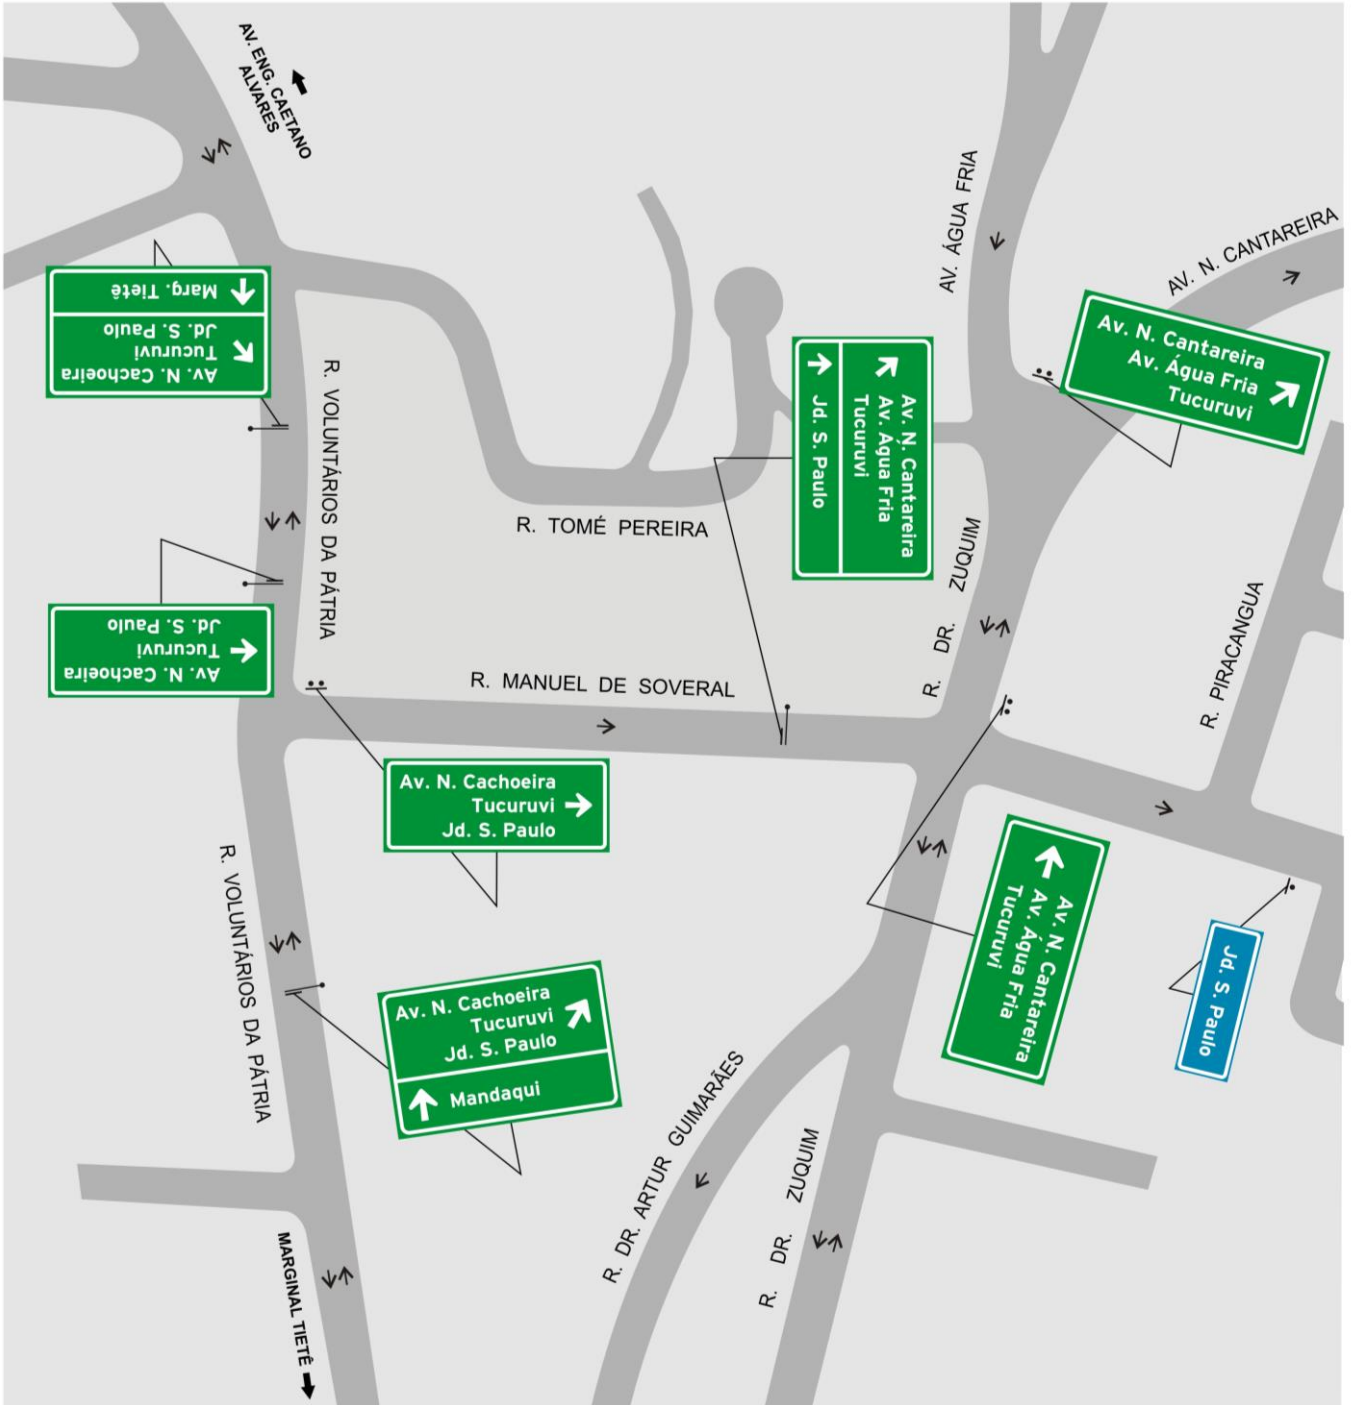 AV. ENG. CAETANO
ALVARES
AV. ÁGUA FRIA
AV. N. CANTAREIRA
Marg. Tietê
Av. N. Cachoeira
Tucuruvi
Jd. S. Paulo
R. VOLUNTÁRIOS DA PÁTRIA
Av. N. Cantareira
Av. Água Fria
Tucuruvi
Jd. S. Paulo
Av. N. Cantareira
Av. Água Fria
Tucuruvi
R. TOMÉ PEREIRA
R. DR. ZUQUIM
R. PIRACANGUA
Av. N. Cachoeira
Tucuruvi
Jd. S. Paulo
R. MANUEL DE SOVERAL
Av. N. Cachoeira
Tucuruvi
Jd. S. Paulo
Av. N. Cantareira
Av. Água Fria
Tucuruvi
Jd. S. Paulo
R. VOLUNTÁRIOS DA PÁTRIA
Av. N. Cachoeira
Tucuruvi
Jd. S. Paulo
Mandaqui
R. DR. ARTUR GUIMARÃES
R. DR. ZUQUIM
MARGINAL TIETÊ